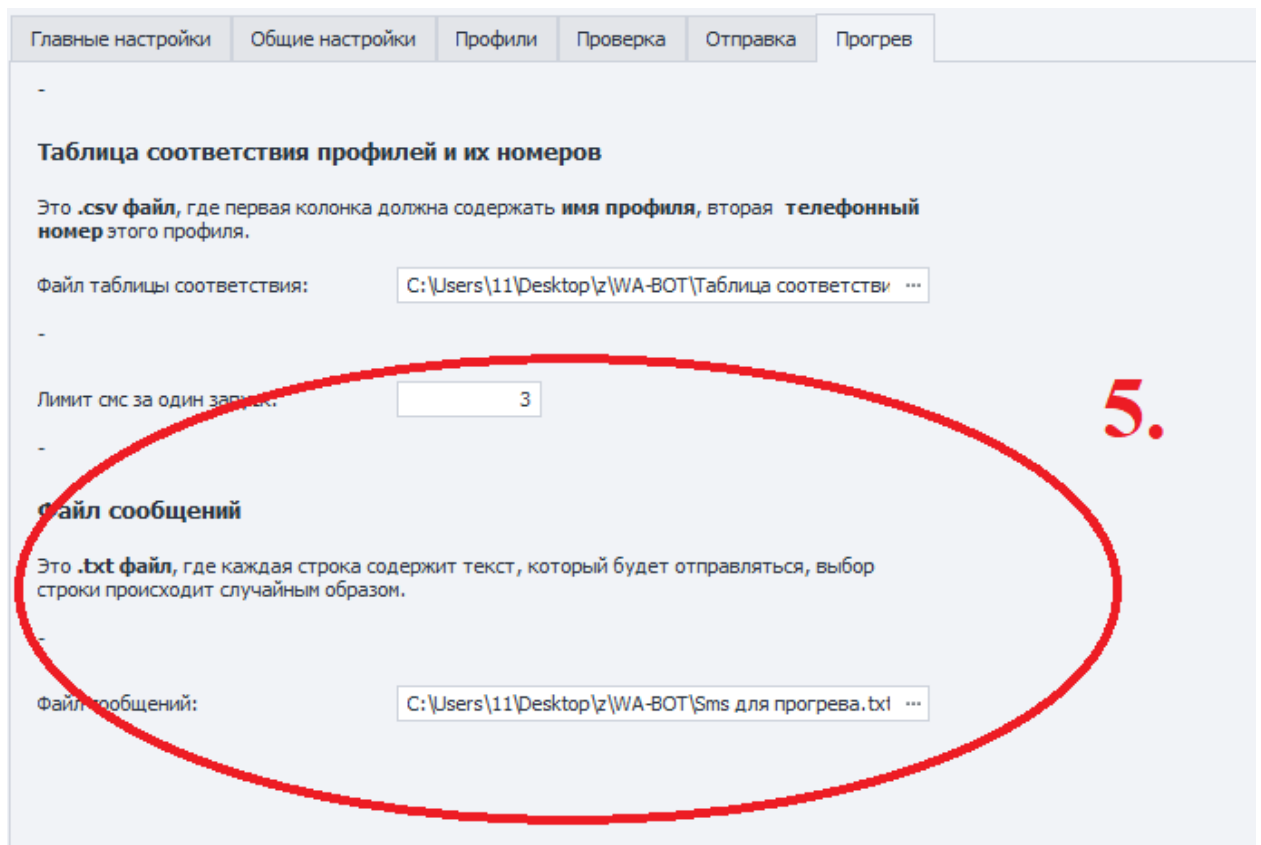 Главные настройки Общие настройки Профили Проверка Отправка Прогрев
-
Таблица соответствия профилей и их номеров
Это .csv файл, где первая колонка должна содержать имя профиля, вторая телефонный
номер этого профиля.
Файл таблицы соответствия: C:\Users\11\Desktop\z\WA-BOT\Таблица соответстви ...
-
Лимит смс за один запуск: 3
5.
-
Файл сообщений
Это .txt файл, где каждая строка содержит текст, который будет отправляться, выбор
строки происходит случайным образом.
-
Файл сообщений: C:\Users\11\Desktop\z\WA-BOT\Sms для прогрева.txt ...